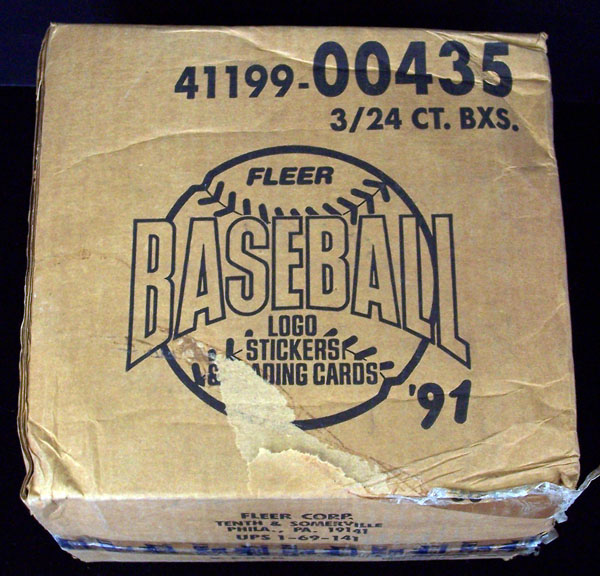 41199-00435
3/24 CT. BXS.
FLEER
BASEBALL
LOGO
STICKERS
& ADING CARDS
'91
FLEER CORP.
TENTH & SOMERVILLE
PHILA., PA. 19141
UPS 1-69-141